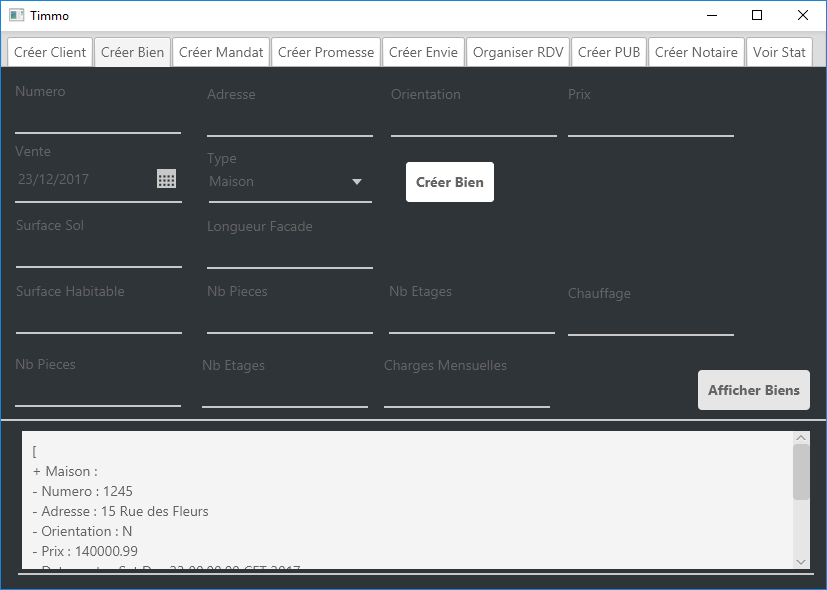 Timmo
Créer Client Créer Bien Créer Mandat Créer Promesse Créer Envie Organiser RDV Créer PUB Créer Notaire Voir Stat
Numero Adresse Orientation Prix
Vente Type
23/12/2017 Maison Créer Bien
Surface Sol Longueur Facade
Surface Habitable Nb Pieces Nb Etages Chauffage
Nb Pieces Nb Etages Charges Mensuelles
Afficher Biens
[
+ Maison :
- Numero : 1245
- Adresse : 15 Rue des Fleurs
- Orientation : N
- Prix : 140000.99